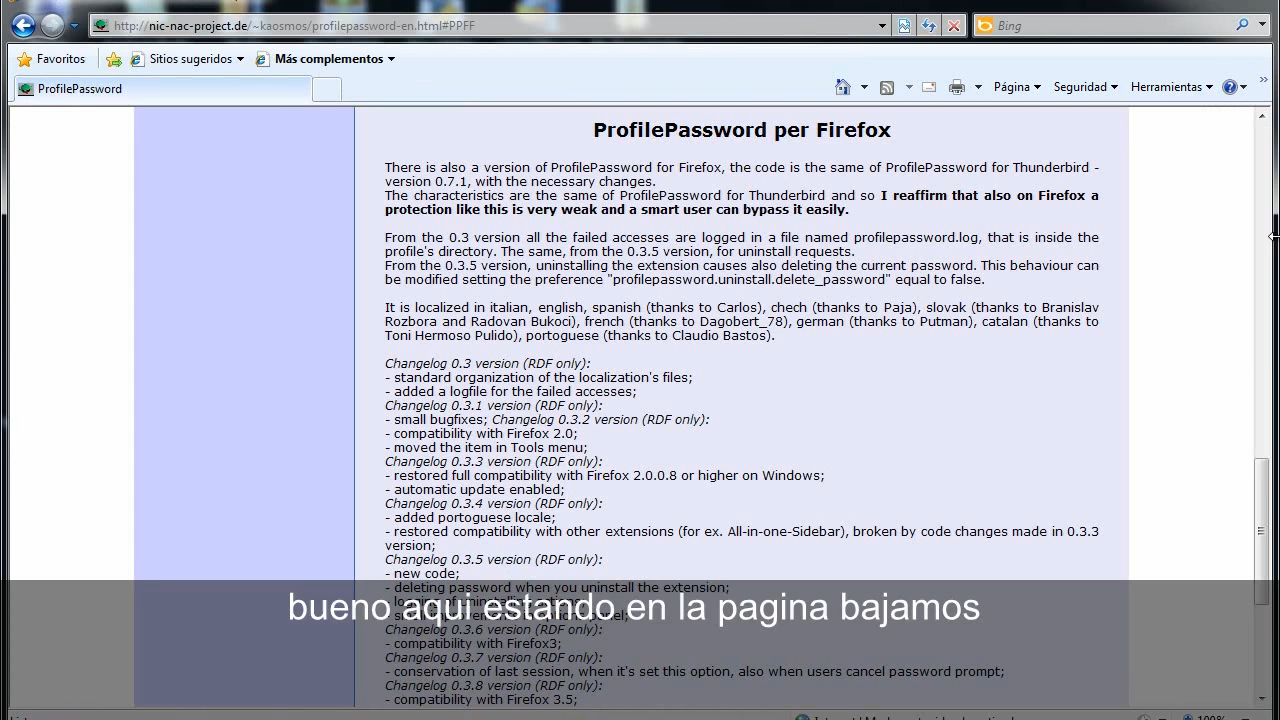 http://nic-nac-project.de/~kaosmos/profilepassword-en.html#PPFF
Bing
Favoritos
Sitios sugeridos
Más complementos
ProfilePassword
Página
Seguridad
Herramientas
ProfilePassword per Firefox
There is also a version of ProfilePassword for Firefox, the code is the same of ProfilePassword for Thunderbird -
version 0.7.1, with the necessary changes.
The characteristics are the same of ProfilePassword for Thunderbird and so I reaffirm that also on Firefox a
protection like this is very weak and a smart user can bypass it easily.
From the 0.3 version all the failed accesses are logged in a file named profilepassword.log, that is inside the
profile's directory. The same, from the 0.3.5 version, for uninstall requests.
From the 0.3.5 version, uninstalling the extension causes also deleting the current password. This behaviour can
be modified setting the preference "profilepassword.uninstall.delete_password" equal to false.
It is localized in italian, english, spanish (thanks to Carlos), chech (thanks to Paja), slovak (thanks to Branislav
Rozbora and Radovan Bukoci), french (thanks to Dagobert_78), german (thanks to Putman), catalan (thanks to
Toni Hermoso Pulido), portoguese (thanks to Claudio Bastos).
Changelog 0.3 version (RDF only):
- standard organization of the localization's files;
- added a logfile for the failed accesses;
Changelog 0.3.1 version (RDF only):
- small bugfixes; Changelog 0.3.2 version (RDF only):
- compatibility with Firefox 2.0;
- moved the item in Tools menu;
Changelog 0.3.3 version (RDF only):
- restored full compatibility with Firefox 2.0.0.8 or higher on Windows;
- automatic update enabled;
Changelog 0.3.4 version (RDF only):
- added portoguese locale;
- restored compatibility with other extensions (for ex. All-in-one-Sidebar), broken by code changes made in 0.3.3
version;
Changelog 0.3.5 version (RDF only):
- new code;
- deleting password when you uninstall the extension;
bueno aqui estando en la pagina bajamos
Changelog 0.3.6 version (RDF only):
- compatibility with Firefox3;
Changelog 0.3.7 version (RDF only):
- conservation of last session, when it's set this option, also when users cancel password prompt;
Changelog 0.3.8 version (RDF only):
- compatibility with Firefox 3.5;
100%